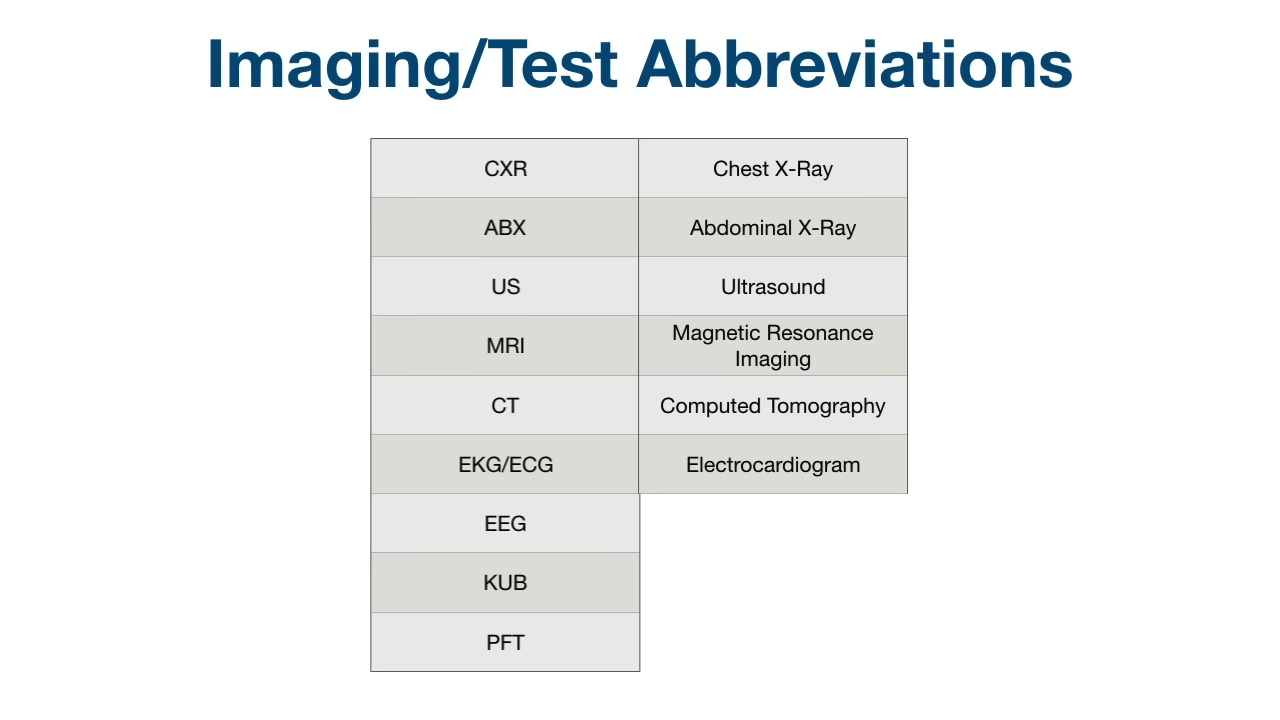 Imaging/Test Abbreviations
CXR Chest X-Ray
ABX Abdominal X-Ray
US Ultrasound
MRI Magnetic Resonance
Imaging
CT Computed Tomography
EKG/ECG Electrocardiogram
EEG
KUB
PFT